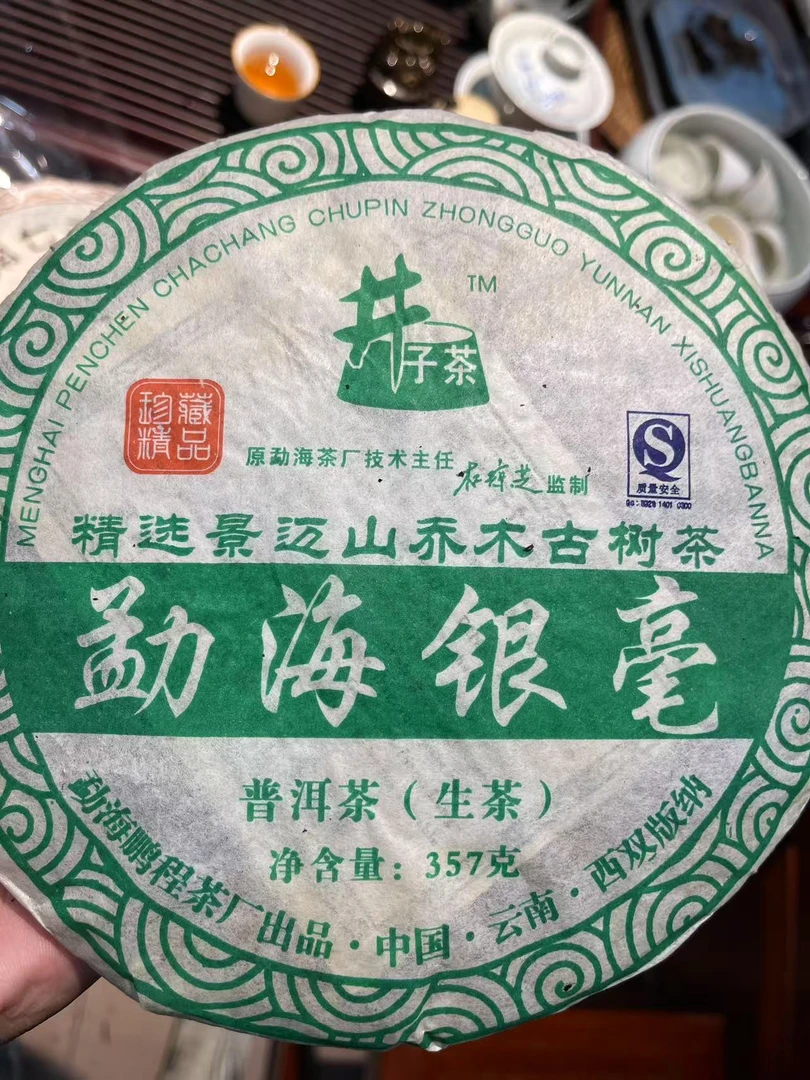 MENGHAI PENCHEN CHACHANG CHUPIN ZHONGGUO YUNNAN XISHUANGBANNA
井
TM
子茶
珍藏
精品
原勐海茶厂技术主任
监制
S
质量安全
精选景迈山乔木古树茶
勐海银毫
普洱茶（生茶）
净含量：357克
勐海鹏程茶厂出品·中国·云南·西双版纳